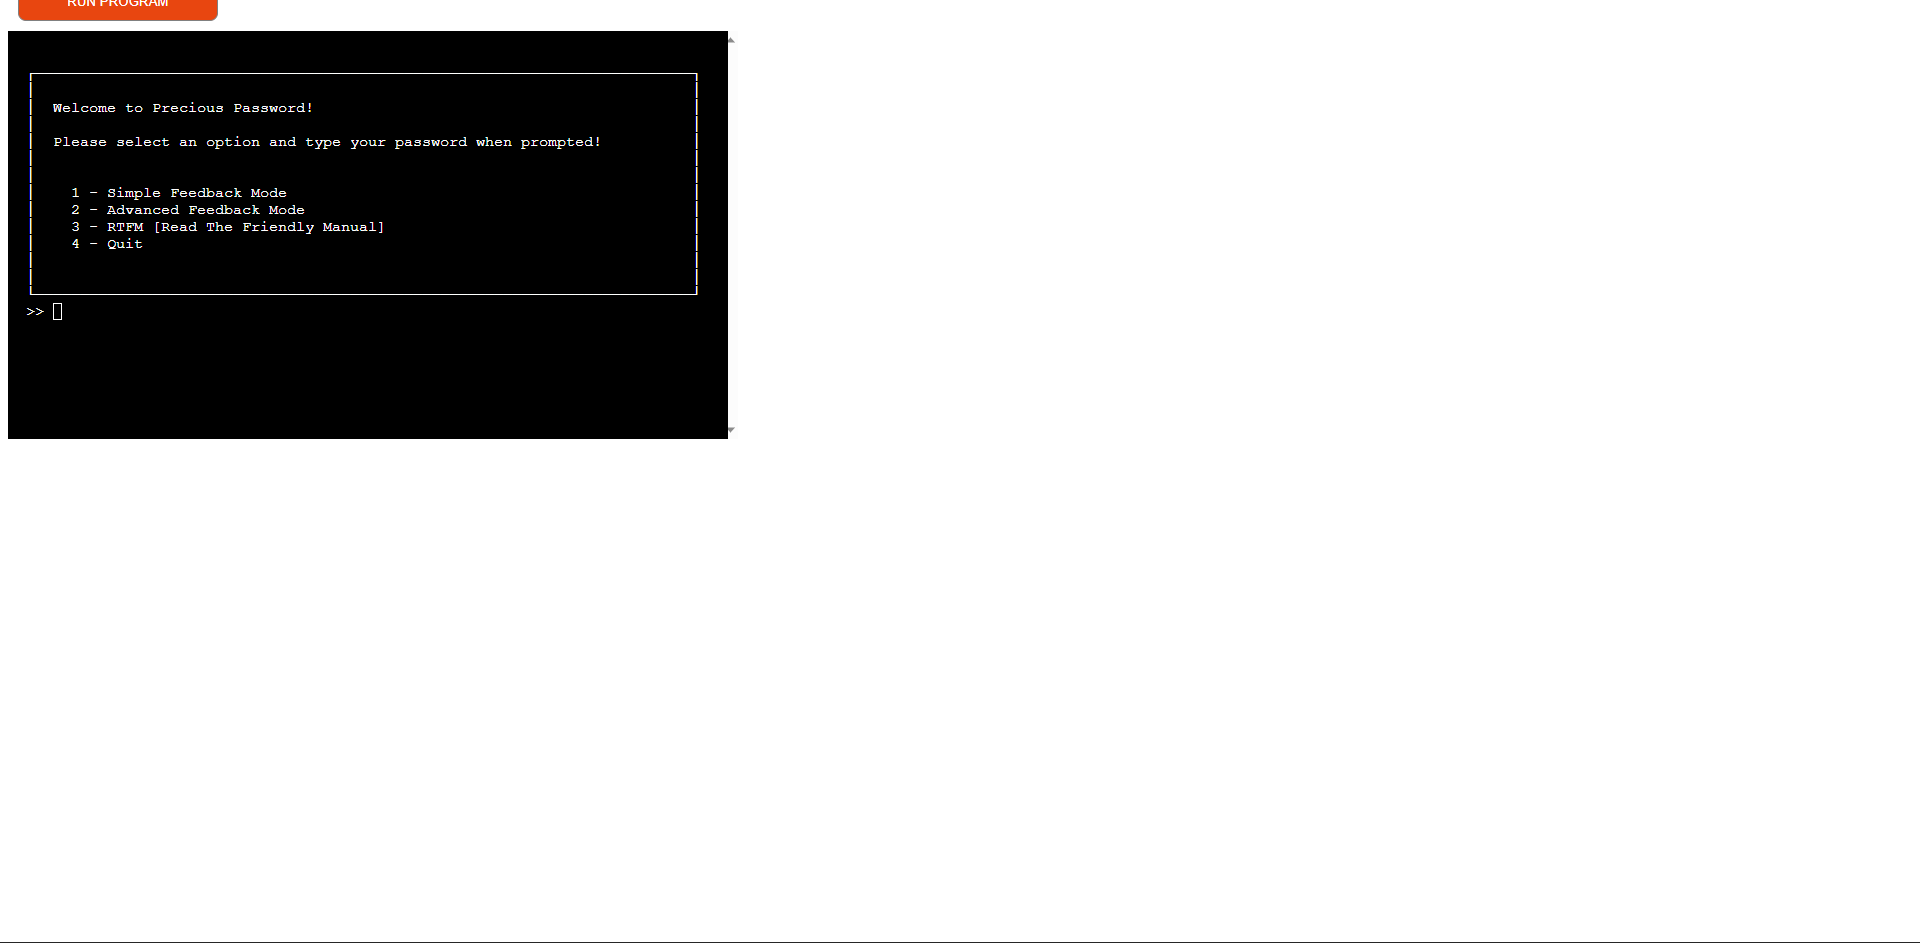 RUN PROGRAM
Welcome to Precious Password!
Please select an option and type your password when prompted!
1 - Simple Feedback Mode
2 - Advanced Feedback Mode
3 - RTFM [Read The Friendly Manual]
4 - Quit
>>